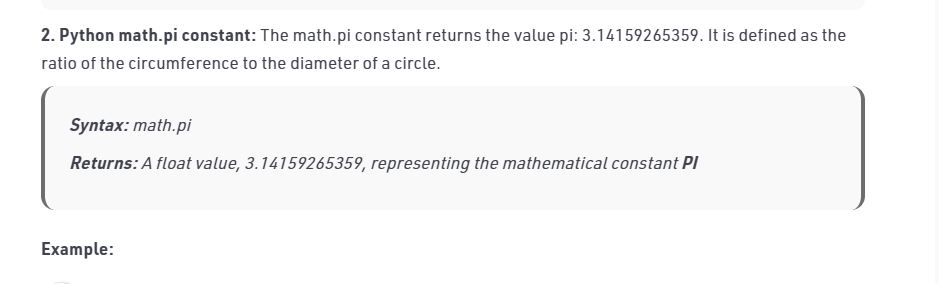 2. Python math.pi constant: The math.pi constant returns the value pi: 3.14159265359. It is defined as the
ratio of the circumference to the diameter of a circle.
Syntax: math.pi
Returns: A float value, 3.14159265359, representing the mathematical constant PI
Example: